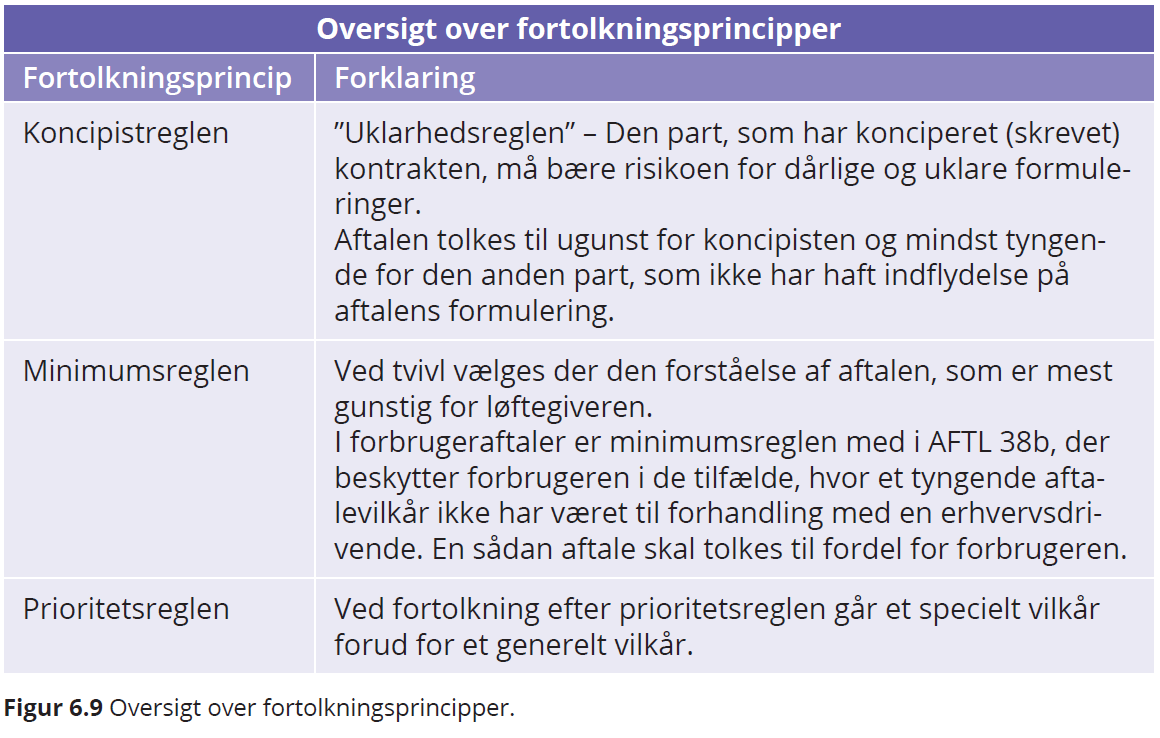 Oversigt over fortolkningsprincipper
Fortolkningsprincip
Forklaring
Koncipistreglen
”Uklarhedsreglen” – Den part, som har konciperet (skrevet)
kontrakten, må bære risikoen for dårlige og uklare formule-
ringer.
Aftalen tolkes til ugunst for koncipisten og mindst tyngen-
de for den anden part, som ikke har haft indflydelse på
aftalens formulering.
Minimumsreglen
Ved tvivl vælges der den forståelse af aftalen, som er mest
gunstig for løftegiveren.
I forbrugeraftaler er minimumsreglen med i AFTL 38b, der
beskytter forbrugeren i de tilfælde, hvor et tyngende afta-
levilkår ikke har været til forhandling med en erhvervsdri-
vende. En sådan aftale skal tolkes til fordel for forbrugeren.
Prioritetsreglen
Ved fortolkning efter prioritetsreglen går et specielt vilkår
forud for et generelt vilkår.
Figur 6.9 Oversigt over fortolkningsprincipper.